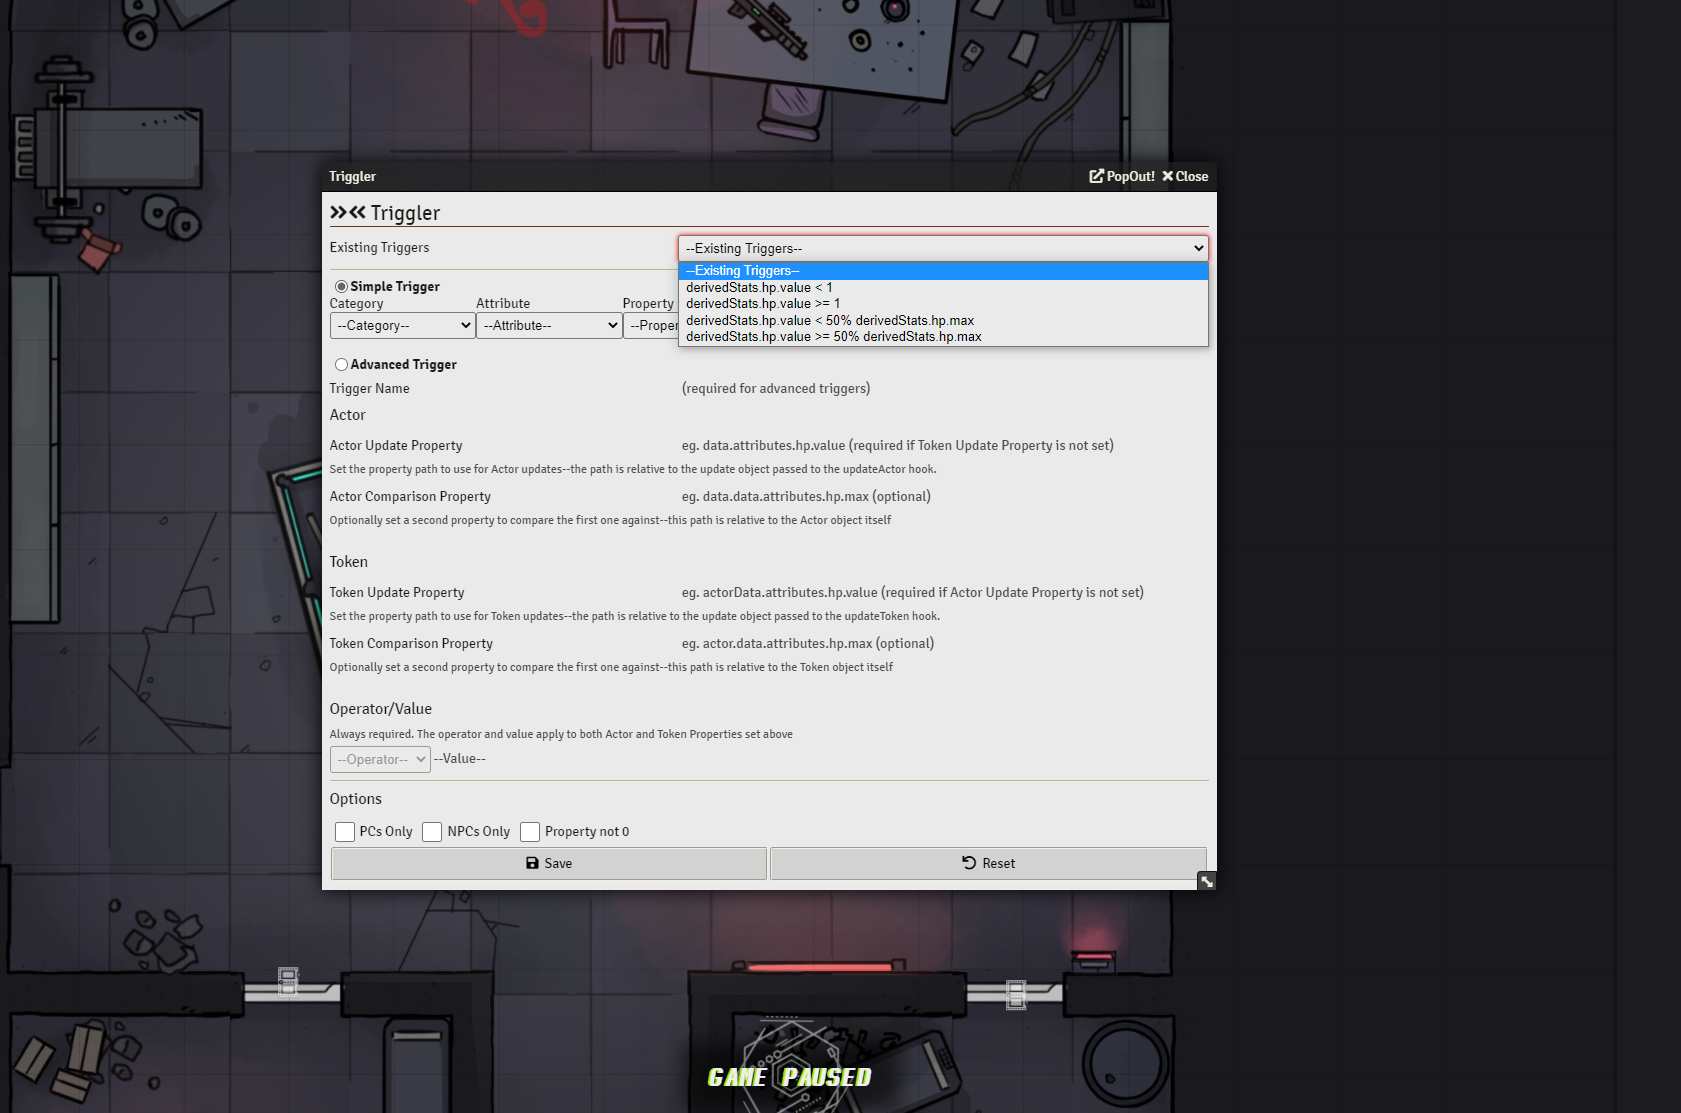 Triggler
PopOut! Close
Triggler
Existing Triggers
--Existing Triggers--
--Existing Triggers--
derivedStats.hp.value < 1
derivedStats.hp.value >= 1
derivedStats.hp.value < 50% derivedStats.hp.max
derivedStats.hp.value >= 50% derivedStats.hp.max
Simple Trigger
Category Attribute Property
--Category-- --Attribute-- --Proper
Advanced Trigger
Trigger Name (required for advanced triggers)
Actor
Actor Update Property eg. data.attributes.hp.value (required if Token Update Property is not set)
Set the property path to use for Actor updates--the path is relative to the update object passed to the updateActor hook.
Actor Comparison Property eg. data.data.attributes.hp.max (optional)
Optionally set a second property to compare the first one against--this path is relative to the Actor object itself
Token
Token Update Property eg. actorData.attributes.hp.value (required if Actor Update Property is not set)
Set the property path to use for Token updates--the path is relative to the update object passed to the updateToken hook.
Token Comparison Property eg. actor.data.attributes.hp.max (optional)
Optionally set a second property to compare the first one against--this path is relative to the Token object itself
Operator/Value
Always required. The operator and value apply to both Actor and Token Properties set above
--Operator-- --Value--
Options
PCs Only NPCs Only Property not 0
Save Reset
GAME PAUSED